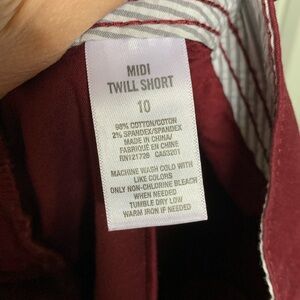 MIDI
TWILL SHORT
10
98% COTTON/COTON
2% SPANDEX/SPANDEX
MADE IN CHINA/
FABRIQUÉ EN CHINE
RN121726 CA53201
MACHINE WASH COLD WITH
LIKE COLORS
ONLY NON-CHLORINE BLEACH
WHEN NEEDED
TUMBLE DRY LOW
WARM IRON IF NEEDED